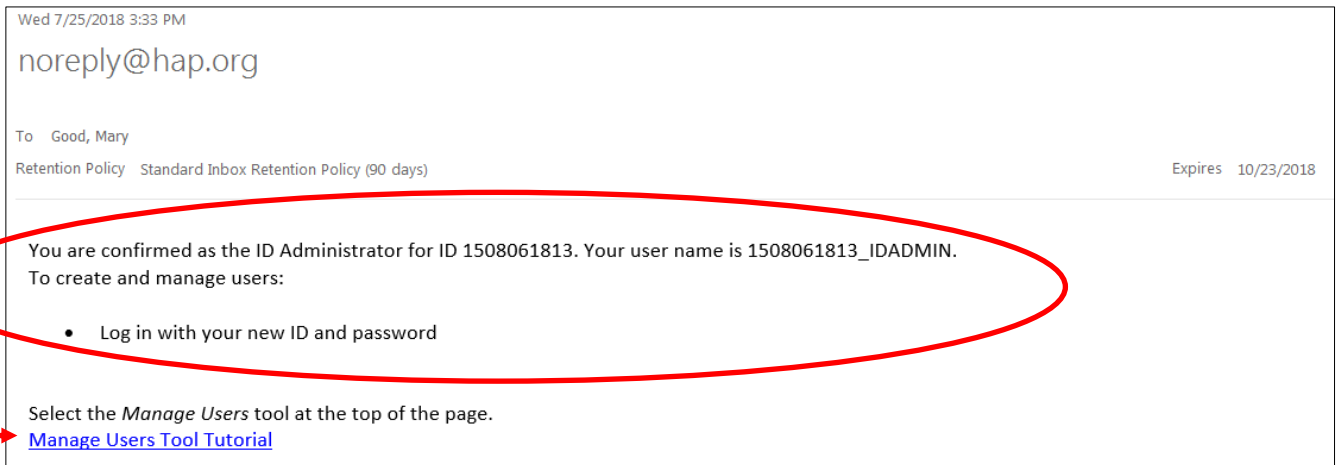 Wed 7/25/2018 3:33 PM
noreply@hap.org
To Good, Mary
Retention Policy Standard Inbox Retention Policy (90 days) Expires 10/23/2018
You are confirmed as the ID Administrator for ID 1508061813. Your user name is 1508061813_IDADMIN.
To create and manage users:
• Log in with your new ID and password
Select the Manage Users tool at the top of the page.
Manage Users Tool Tutorial